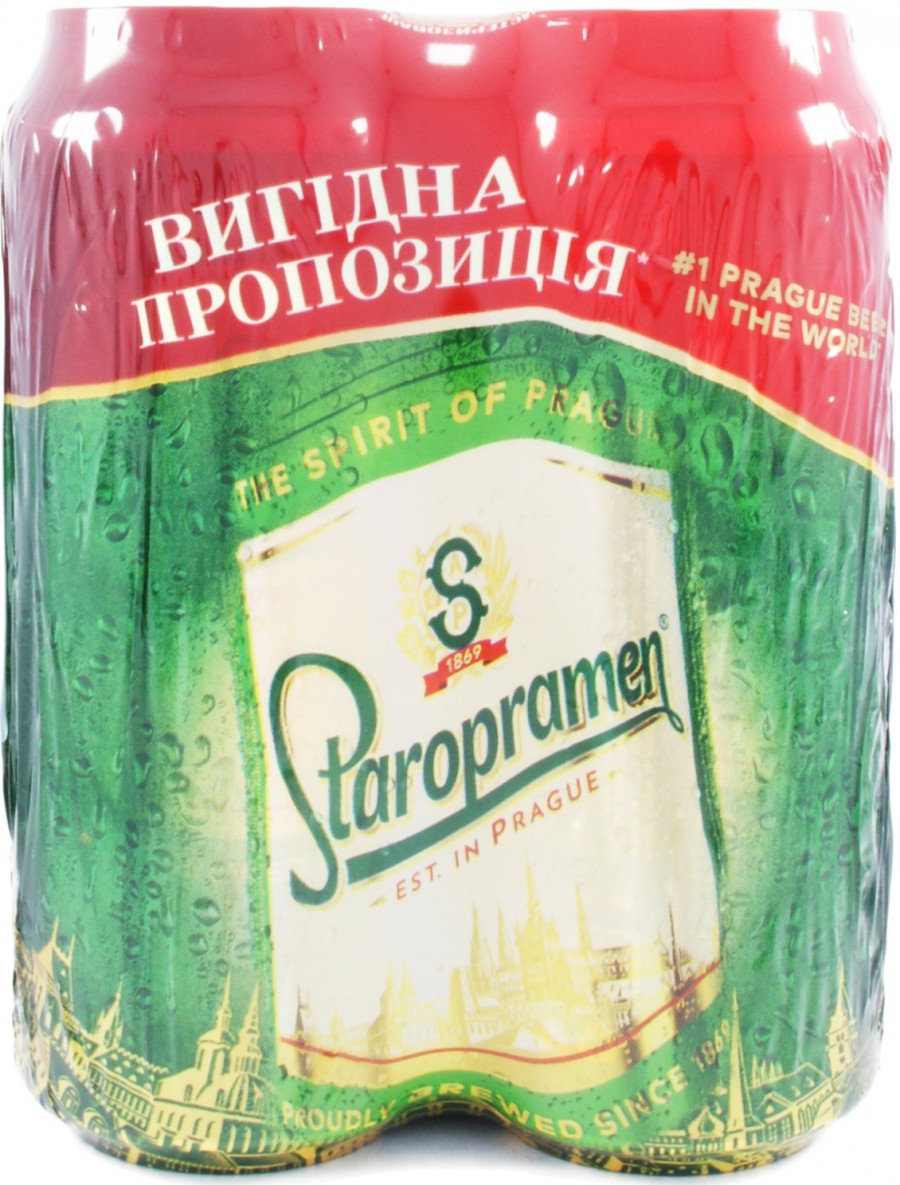 ВИГІДНА
ПРОПОЗИЦІЯ*
#1 PRAGUE BEER
IN THE WORLD
THE SPIRIT OF PRAGUE
S
1869
Staropramen®
EST. IN PRAGUE
PROUDLY BREWED SINCE 1869